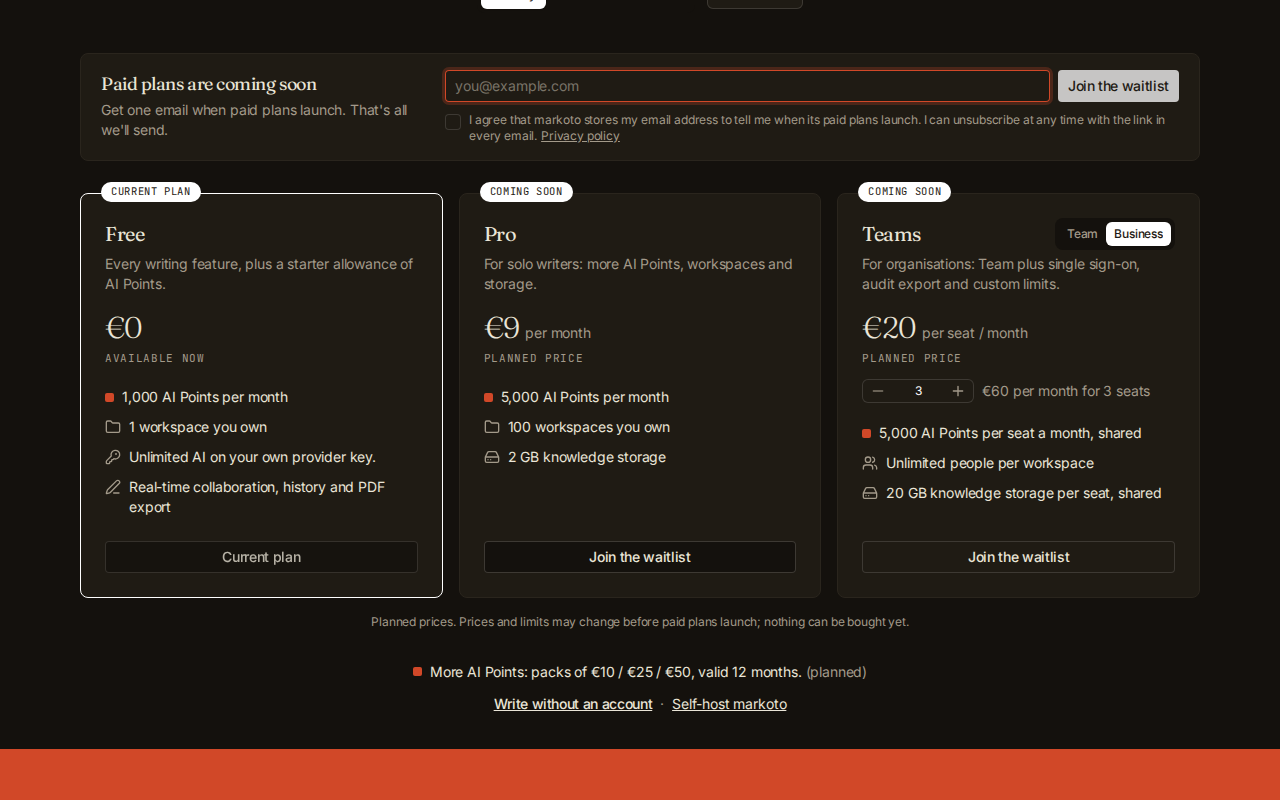 Paid plans are coming soon
Get one email when paid plans launch. That's all
we'll send.
you@example.com
Join the waitlist
I agree that markoto stores my email address to tell me when its paid plans launch. I can unsubscribe at any time with the link in
every email. Privacy policy
CURRENT PLAN
Free
Every writing feature, plus a starter allowance of
AI Points.
€0
AVAILABLE NOW
1,000 AI Points per month
1 workspace you own
Unlimited AI on your own provider key.
Real-time collaboration, history and PDF
export
Current plan
COMING SOON
Pro
For solo writers: more AI Points, workspaces and
storage.
€9 per month
PLANNED PRICE
5,000 AI Points per month
100 workspaces you own
2 GB knowledge storage
Join the waitlist
COMING SOON
Teams
Team Business
For organisations: Team plus single sign-on,
audit export and custom limits.
€20 per seat / month
PLANNED PRICE
3
€60 per month for 3 seats
5,000 AI Points per seat a month, shared
Unlimited people per workspace
20 GB knowledge storage per seat, shared
Join the waitlist
Planned prices. Prices and limits may change before paid plans launch; nothing can be bought yet.
More AI Points: packs of €10 / €25 / €50, valid 12 months. (planned)
Write without an account · Self-host markoto